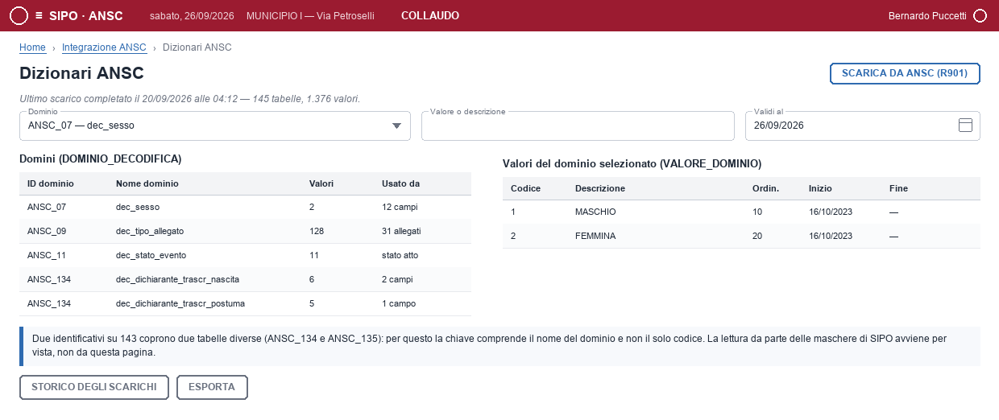 ≡ SIPO · ANSC sabato, 26/09/2026 MUNICIPIO I — Via Petroselli COLLAUDO Bernardo Puccetti
Home › Integrazione ANSC › Dizionari ANSC
Dizionari ANSC
SCARICA DA ANSC (R901)
Ultimo scarico completato il 20/09/2026 alle 04:12 — 145 tabelle, 1.376 valori.
Dominio
ANSC_07 — dec_sesso
Valore o descrizione
Validi al
26/09/2026
Domini (DOMINIO_DECODIFICA)
ID dominio Nome dominio Valori Usato da
ANSC_07 dec_sesso 2 12 campi
ANSC_09 dec_tipo_allegato 128 31 allegati
ANSC_11 dec_stato_evento 11 stato atto
ANSC_134 dec_dichiarante_trascr_nascita 6 2 campi
ANSC_134 dec_dichiarante_trascr_postuma 5 1 campo
Valori del dominio selezionato (VALORE_DOMINIO)
Codice Descrizione Ordin. Inizio Fine
1 MASCHIO 10 16/10/2023 —
2 FEMMINA 20 16/10/2023 —
Due identificativi su 143 coprono due tabelle diverse (ANSC_134 e ANSC_135): per questo la chiave comprende il nome del dominio e non il solo codice. La lettura da parte delle maschere di SIPO avviene per
vista, non da questa pagina.
STORICO DEGLI SCARICHI ESPORTA